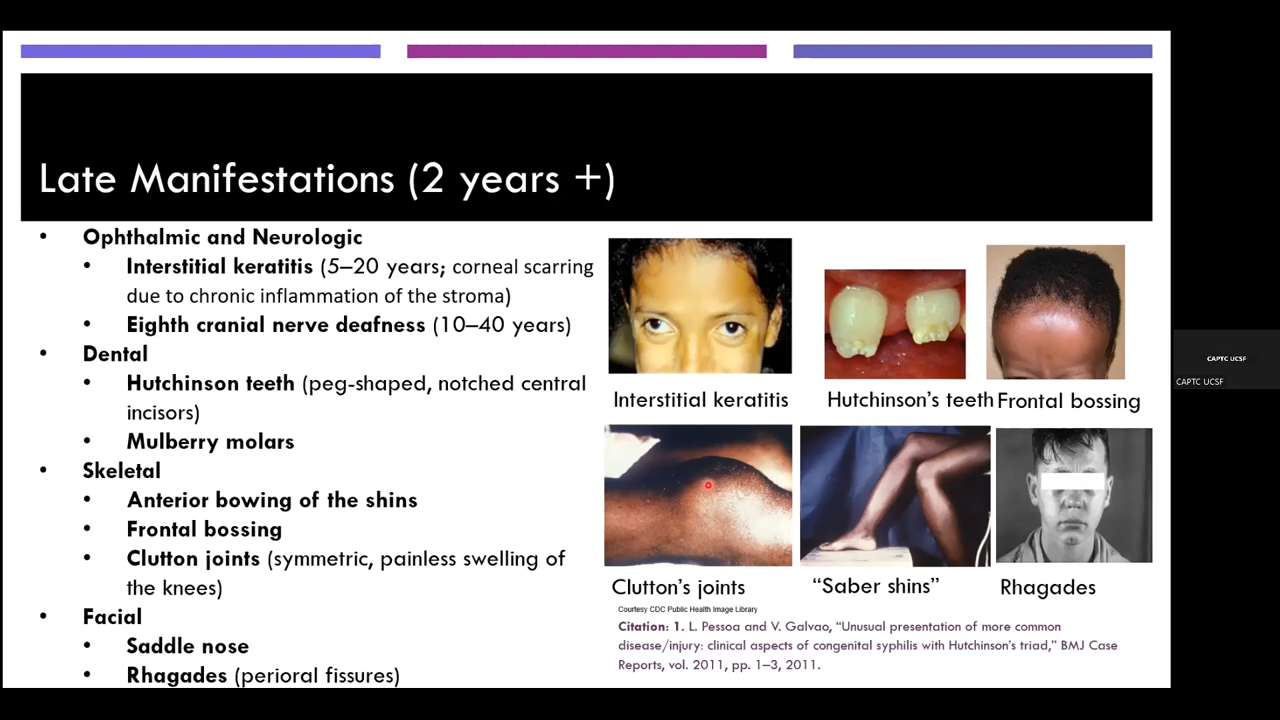 Late Manifestations (2 years +)
• Ophthalmic and Neurologic
• Interstitial keratitis (5–20 years; corneal scarring
due to chronic inflammation of the stroma)
• Eighth cranial nerve deafness (10–40 years)
• Dental
• Hutchinson teeth (peg-shaped, notched central
incisors)
• Mulberry molars
• Skeletal
• Anterior bowing of the shins
• Frontal bossing
• Clutton joints (symmetric, painless swelling of
the knees)
• Facial
• Saddle nose
• Rhagades (perioral fissures)
Interstitial keratitis
Hutchinson's teeth
Frontal bossing
Clutton's joints
“Saber shins”
Rhagades
Courtesy CDC Public Health Image Library
Citation: 1. L. Pessoa and V. Galvao, “Unusual presentation of more common
disease/injury: clinical aspects of congenital syphilis with Hutchinson's triad,” BMJ Case
Reports, vol. 2011, pp. 1–3, 2011.
CAPTC UCSF
CAPTC UCSF